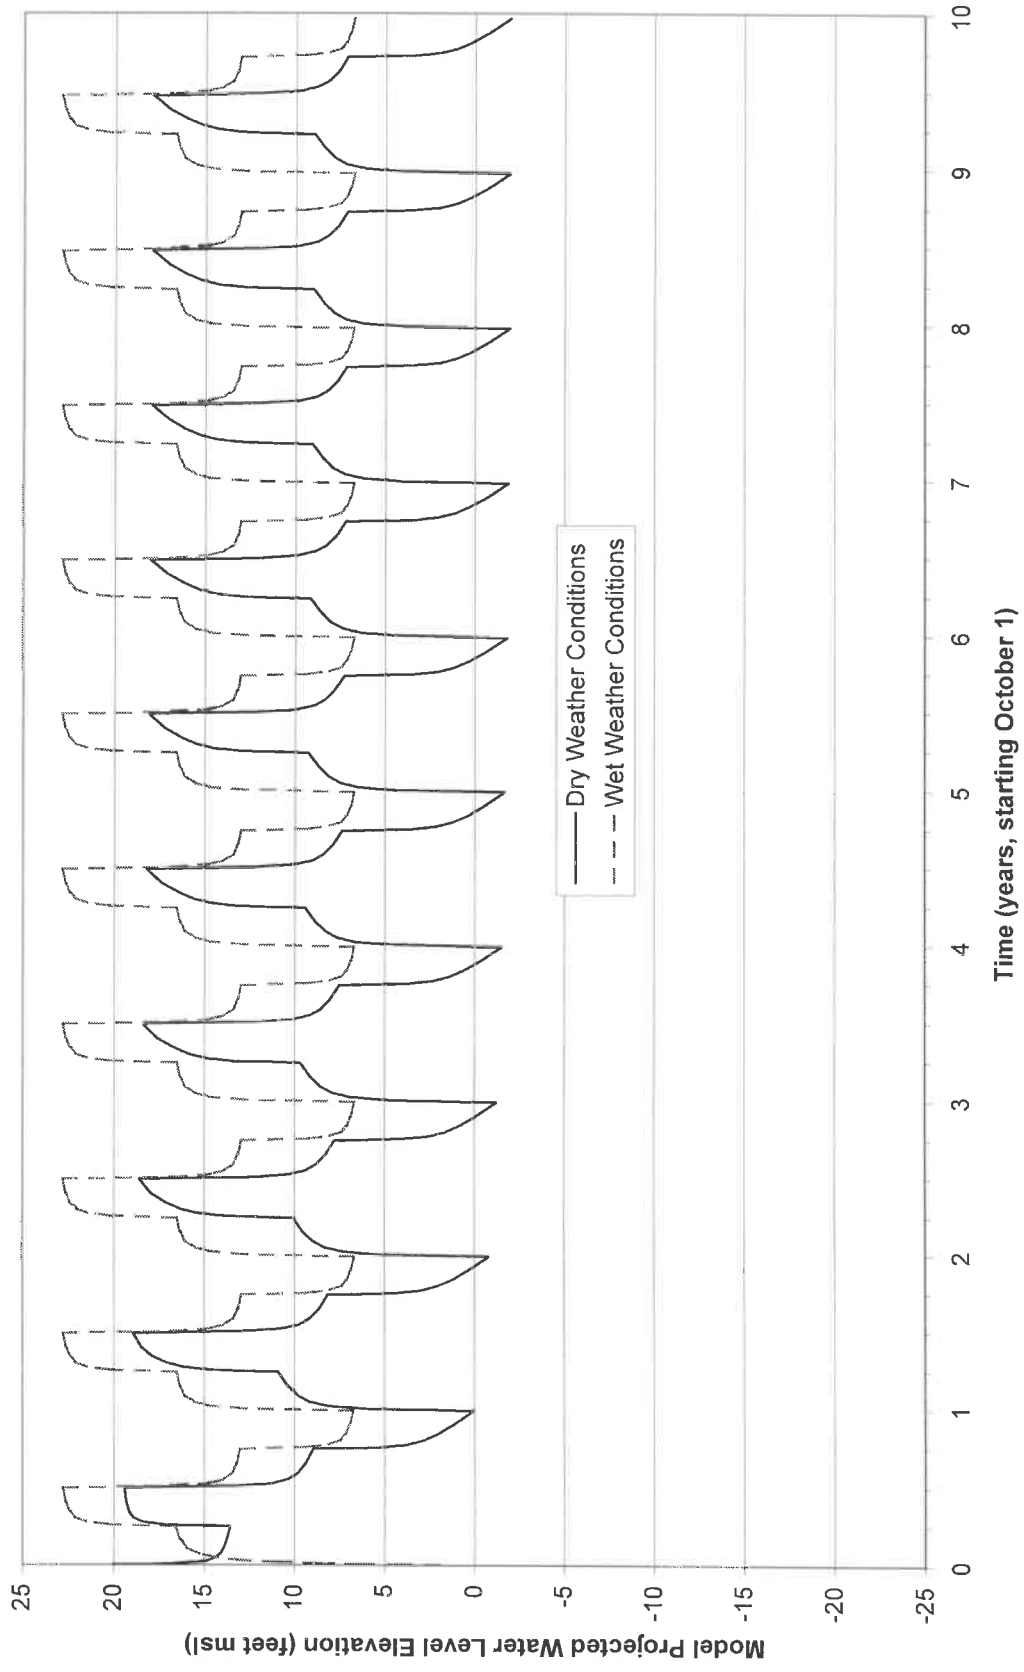 Model Projected Water Level Elevation (feet msl)
25
20
15
10
5
0
-5
-10
-15
-20
-25
Dry Weather Conditions
Wet Weather Conditions
0 1 2 3 4 5 6 7 8 9 10
Time (years, starting October 1)